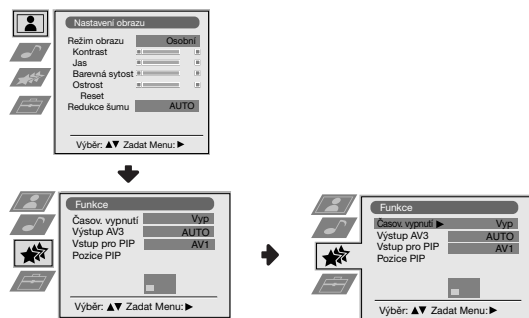 Nastavení obrazu
Režim obrazu Osobní
Kontrast
Jas
Barevná sytost
Ostrost
Reset
Redukce šumu AUTO
Výběr: ▲▼ Zadat Menu: ▶
Funkce
Časov. vypnutí Vyp
Výstup AV3 AUTO
Vstup pro PIP AV1
Pozice PIP
Výběr: ▲▼ Zadat Menu: ▶
Funkce
Časov. vypnutí ▶ Vyp
Výstup AV3 AUTO
Vstup pro PIP AV1
Pozice PIP
Výběr: ▲▼ Zadat Menu: ▶